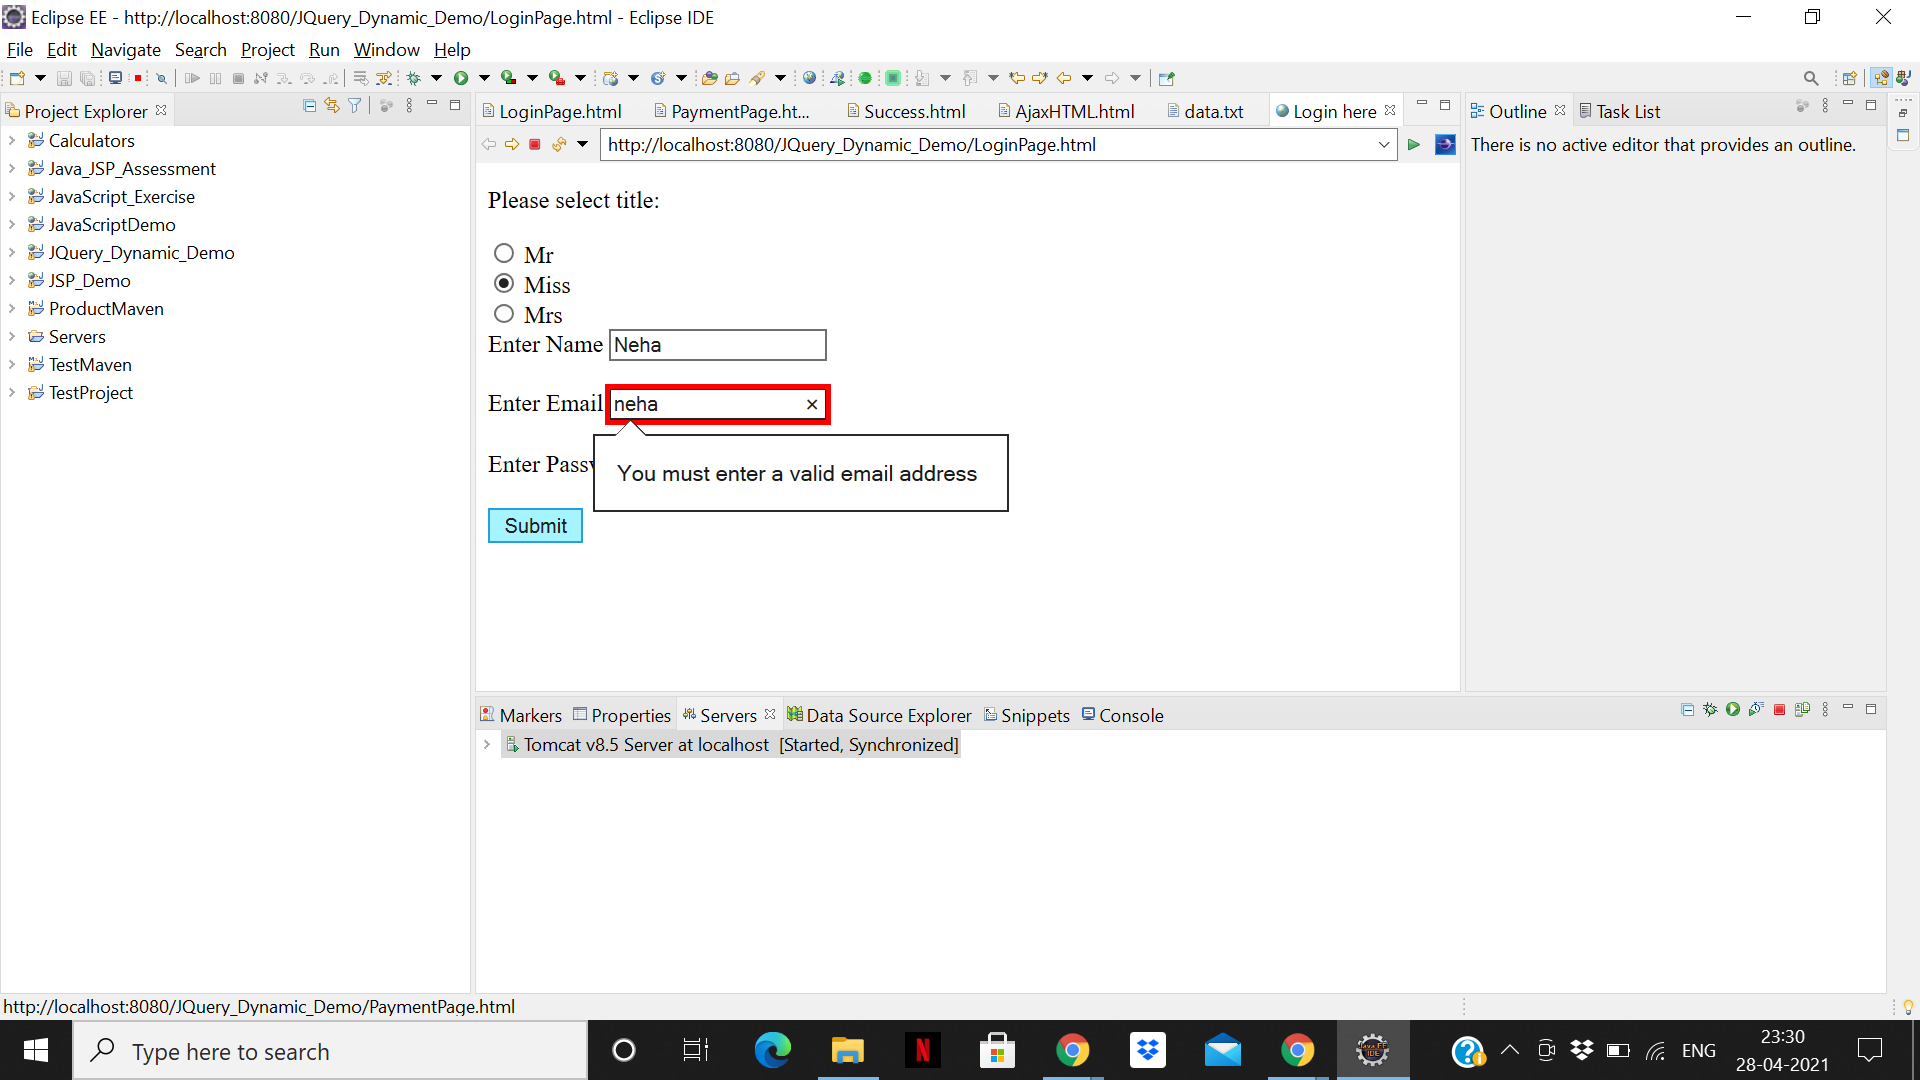 Eclipse EE - http://localhost:8080/JQuery_Dynamic_Demo/LoginPage.html - Eclipse IDE
File Edit Navigate Search Project Run Window Help
Project Explorer
Calculators
Java_JSP_Assessment
JavaScript_Exercise
JavaScriptDemo
JQuery_Dynamic_Demo
JSP_Demo
ProductMaven
Servers
TestMaven
TestProject
LoginPage.html PaymentPage.ht... Success.html AjaxHTML.html data.txt Login here
http://localhost:8080/JQuery_Dynamic_Demo/LoginPage.html
Please select title:
Mr
Miss
Mrs
Enter Name Neha
Enter Email neha
You must enter a valid email address
Enter Passw
Submit
Outline Task List
There is no active editor that provides an outline.
Markers Properties Servers Data Source Explorer Snippets Console
Tomcat v8.5 Server at localhost [Started, Synchronized]
http://localhost:8080/JQuery_Dynamic_Demo/PaymentPage.html
Type here to search
N
Java EE
IDE
ENG
23:30
28-04-2021